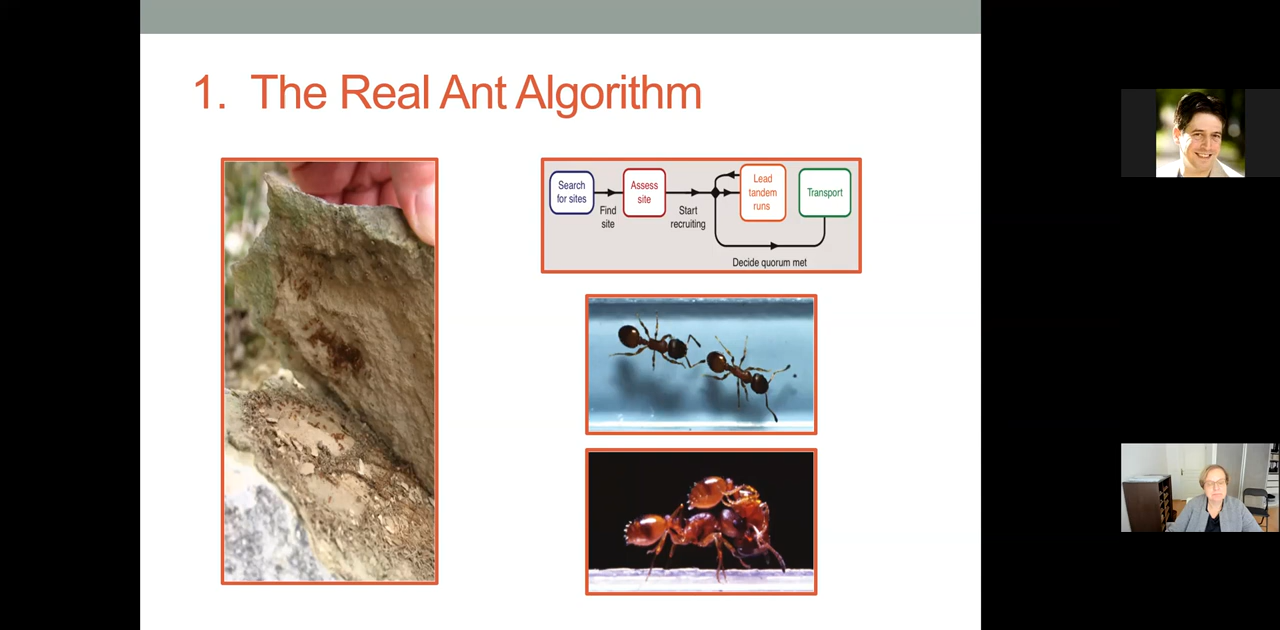 1. The Real Ant Algorithm
Search
for sites
Find
site
Assess
site
Start
recruiting
Lead
tandem
runs
Transport
Decide quorum met